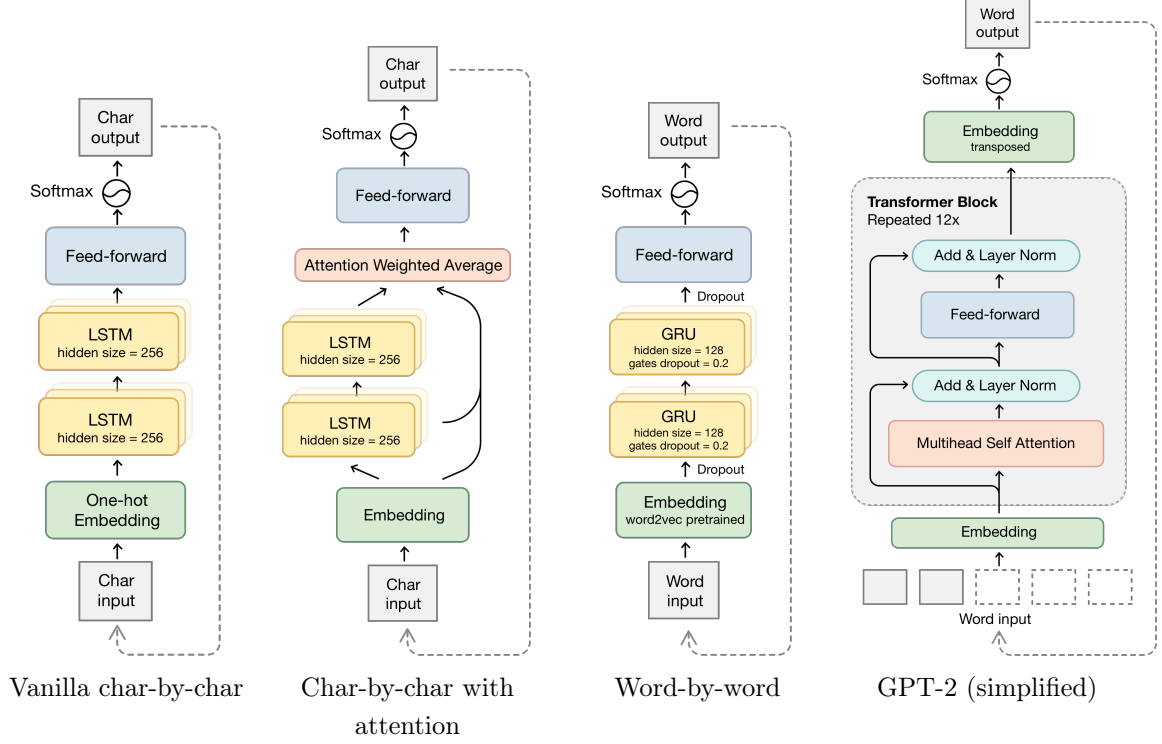 Char
output
Softmax
Feed-forward
LSTM
hidden size = 256
LSTM
hidden size = 256
One-hot
Embedding
Char
input
Vanilla char-by-char
Char
output
Softmax
Feed-forward
Attention Weighted Average
LSTM
hidden size = 256
LSTM
hidden size = 256
Embedding
Char
input
Char-by-char with
attention
Word
output
Softmax
Feed-forward
Dropout
GRU
hidden size = 128
gates dropout = 0.2
GRU
hidden size = 128
gates dropout = 0.2
Dropout
Embedding
word2vec pretrained
Word
input
Word-by-word
Word
output
Softmax
Embedding
transposed
Transformer Block
Repeated 12x
Add & Layer Norm
Feed-forward
Add & Layer Norm
Multihead Self Attention
Embedding
Word input
GPT-2 (simplified)